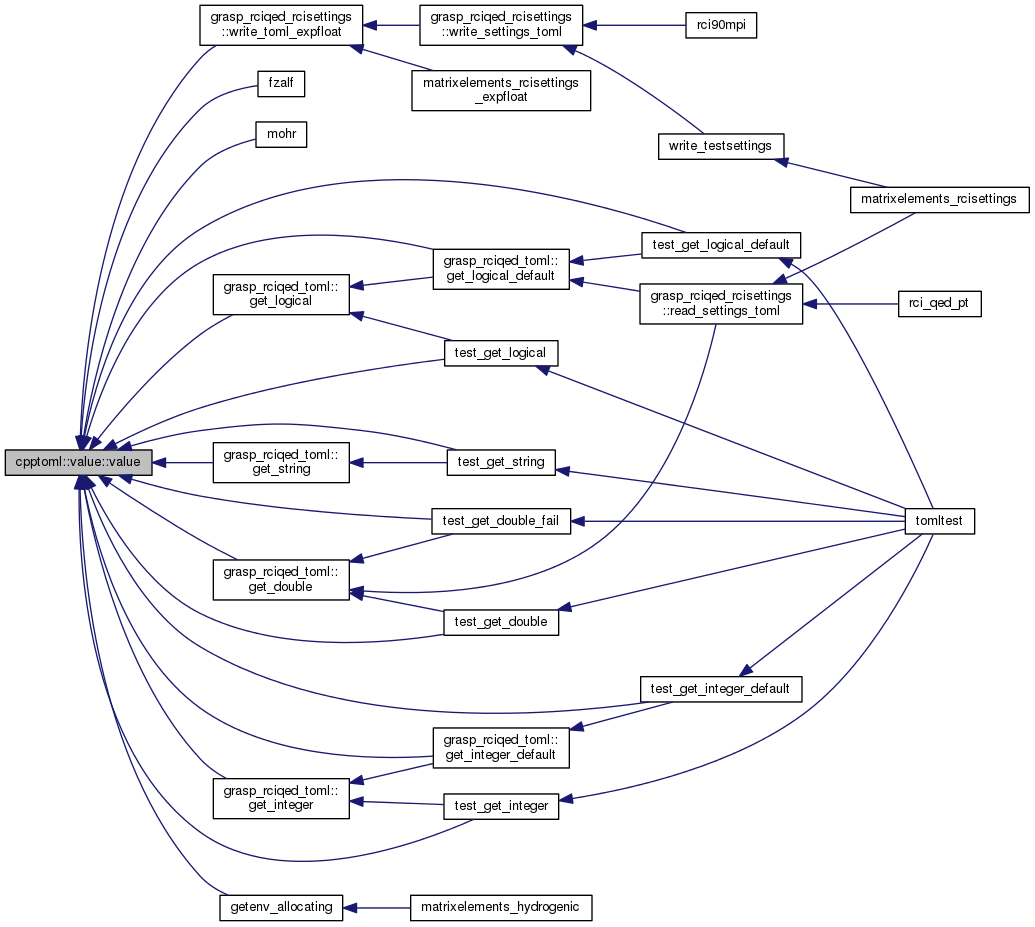 grasp_rciqed_rcisettings
::write_toml_expfloat
grasp_rciqed_rcisettings
::write_settings_toml
rci90mpi
fzalf
matrixelements_rcisettings
_expfloat
mohr
write_testsettings
matrixelements_rcisettings
test_get_logical_default
grasp_rciqed_toml::
get_logical_default
grasp_rciqed_toml::
get_logical
grasp_rciqed_rcisettings
::read_settings_toml
rci_qed_pt
test_get_logical
cpptoml::value::value
grasp_rciqed_toml::
get_string
test_get_string
test_get_double_fail
tomltest
grasp_rciqed_toml::
get_double
test_get_double
test_get_integer_default
grasp_rciqed_toml::
get_integer_default
grasp_rciqed_toml::
get_integer
test_get_integer
getenv_allocating
matrixelements_hydrogenic